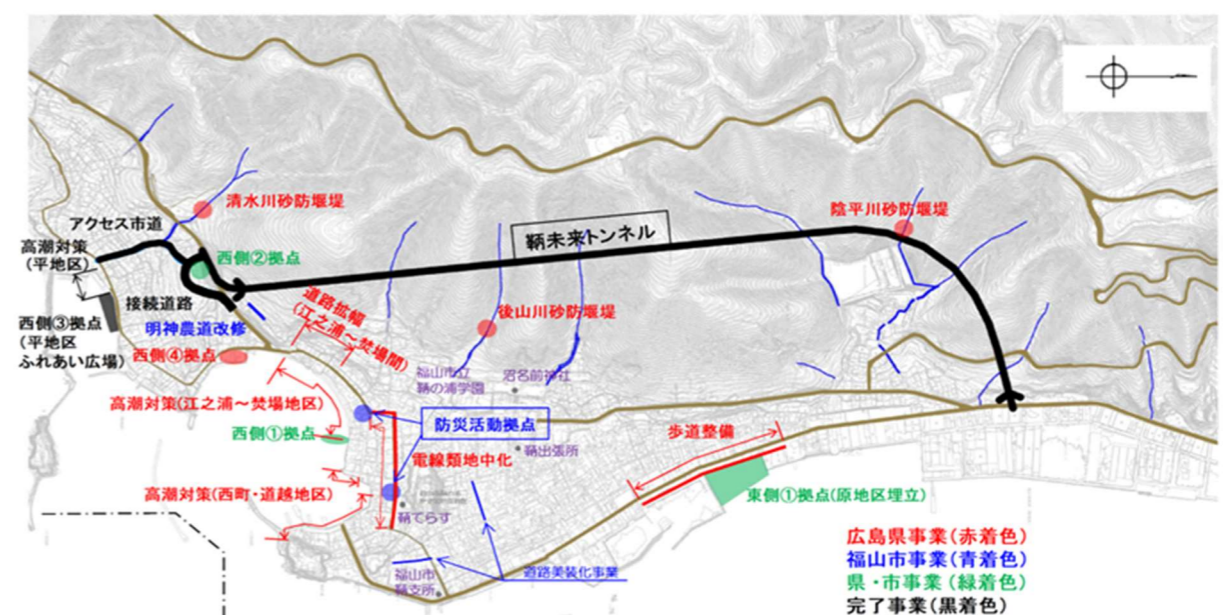 清水川砂防堰堤
陰平川砂防堰堤
アクセス市道
高潮対策
(平地区)
西側②拠点
鞆未来トンネル
接続道路
道路拡幅
(江之浦~焚場間)
後山川砂防堰堤
西側③拠点
(平地区
ふれあい広場)
明神農道改修
西側④拠点
福山市立
鞆の浦学園
沼名前神社
高潮対策(江之浦~焚場地区)
防災活動拠点
西側①拠点
歩道整備
鞆出張所
電線類地中化
高潮対策(西町・道越地区)
東側①拠点(原地区埋立)
鞆てらす
道路美装化事業
福山市
鞆支所
広島県事業(赤着色)
福山市事業(青着色)
県・市事業(緑着色)
完了事業(黒着色)